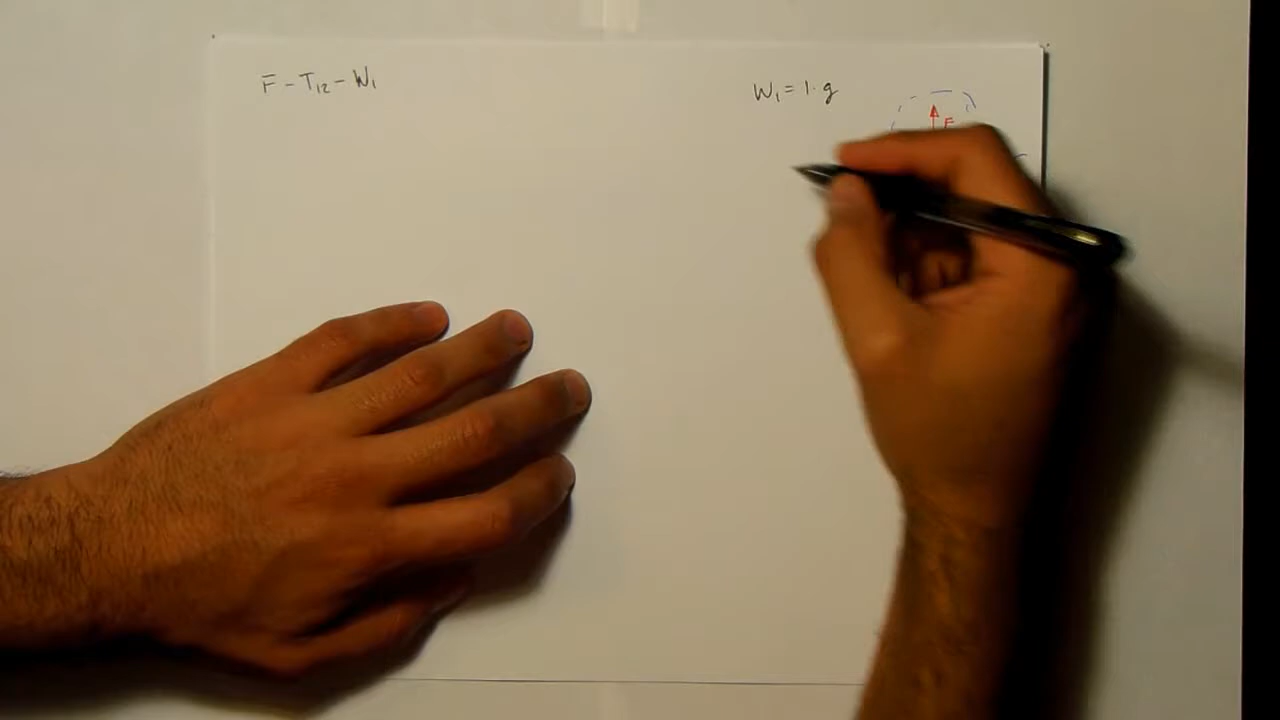 F - T₁₂ - W₁
W₁ = 1 · g
F